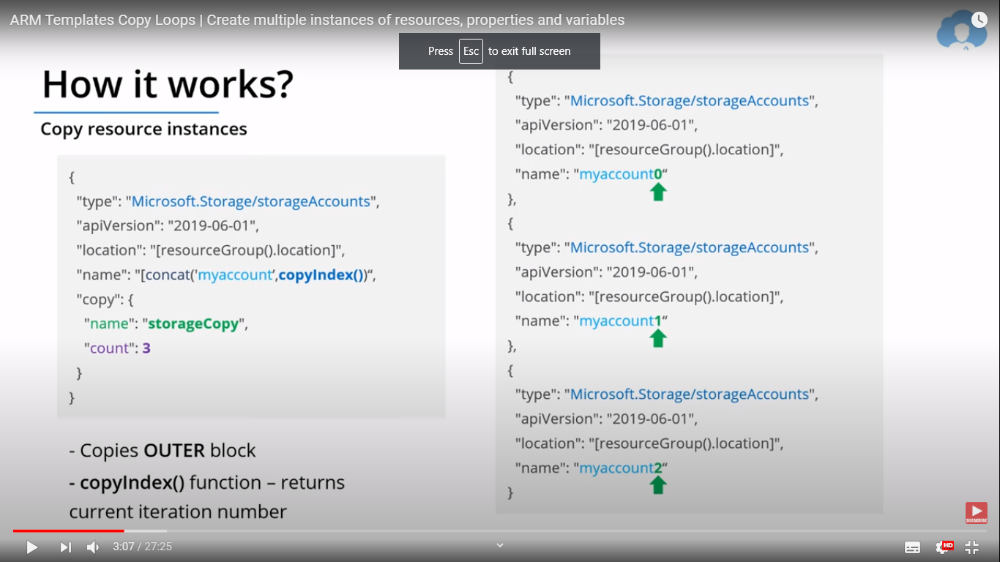 ARM Templates Copy Loops | Create multiple instances of resources, properties and variables
Press Esc to exit full screen
How it works?
Copy resource instances
{
"type": "Microsoft.Storage/storageAccounts",
"apiVersion": "2019-06-01",
"location": "[resourceGroup().location]",
"name": "[concat('myaccount',copyIndex())“,
"copy": {
"name": "storageCopy",
"count": 3
}
}
- Copies OUTER block
- copyIndex() function – returns
current iteration number
{
"type": "Microsoft.Storage/storageAccounts",
"apiVersion": "2019-06-01",
"location": "[resourceGroup().location]",
"name": "myaccount0“
},
{
"type": "Microsoft.Storage/storageAccounts",
"apiVersion": "2019-06-01",
"location": "[resourceGroup().location]",
"name": "myaccount1“
},
{
"type": "Microsoft.Storage/storageAccounts",
"apiVersion": "2019-06-01",
"location": "[resourceGroup().location]",
"name": "myaccount2“
}
SUBSCRIBE
3:07 / 27:25
HD